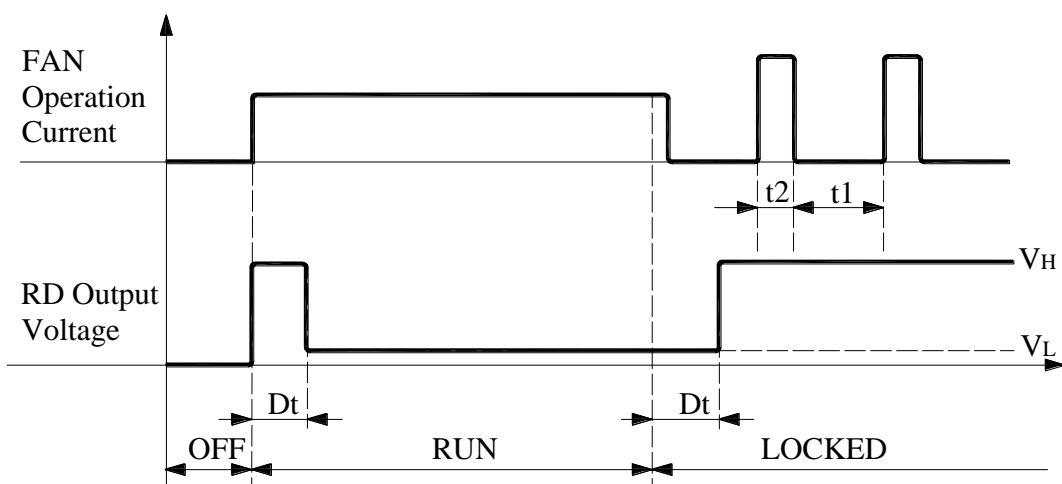 FAN
Operation
Current
t2
t1
VH
RD Output
Voltage
VL
Dt
Dt
OFF
RUN
LOCKED